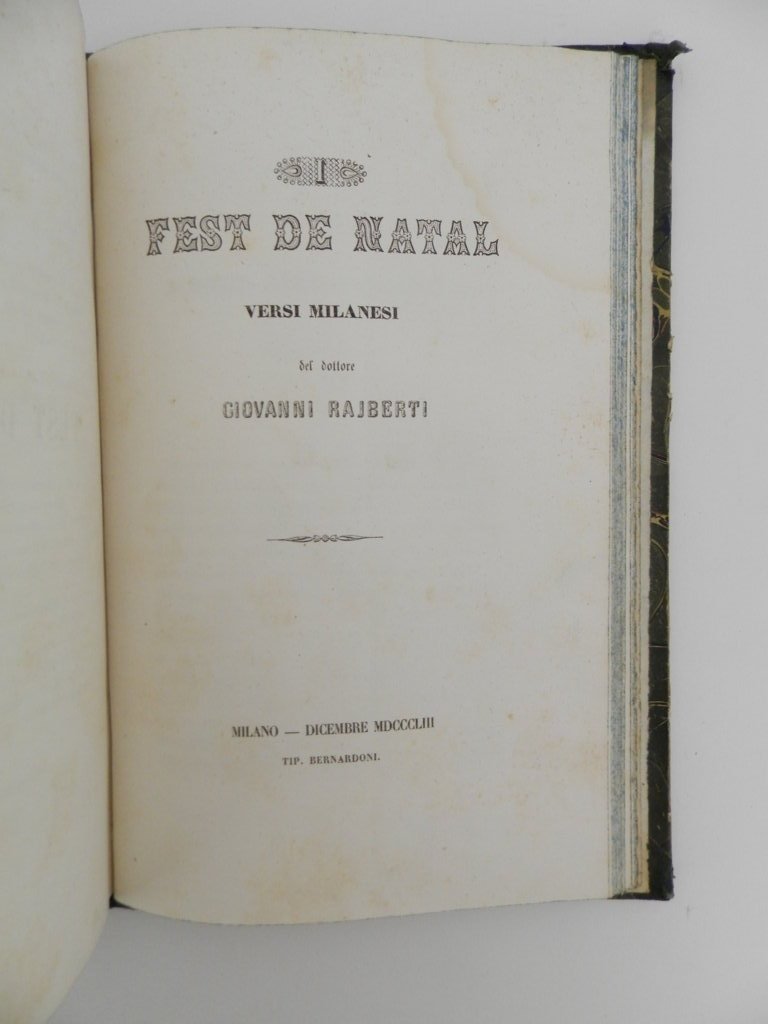 I
FEST DE NATAL
VERSI MILANESI
del dottore
GIOVANNI RAJBERTI
MILANO — DICEMBRE MDCCCLIII
TIP. BERNARDONI.